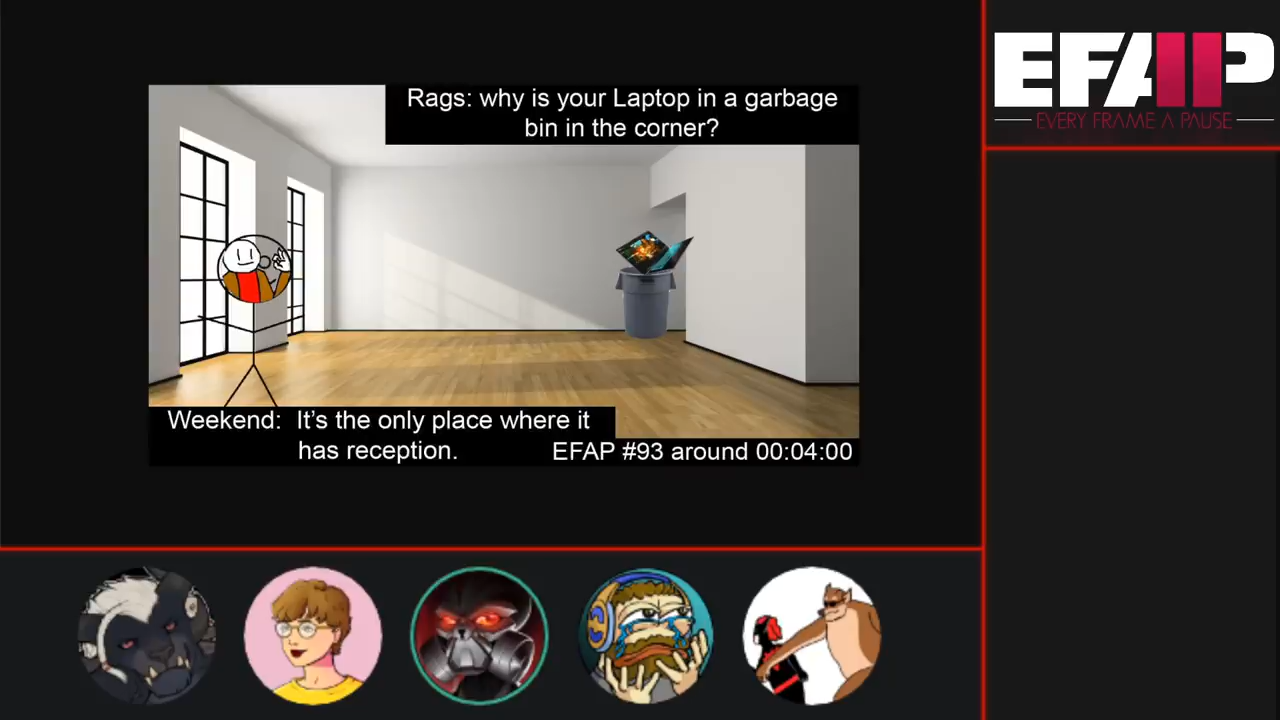 Rags: why is your Laptop in a garbage
bin in the corner?
EFAP
EVERY FRAME A PAUSE
Weekend: It's the only place where it
has reception.
EFAP #93 around 00:04:00